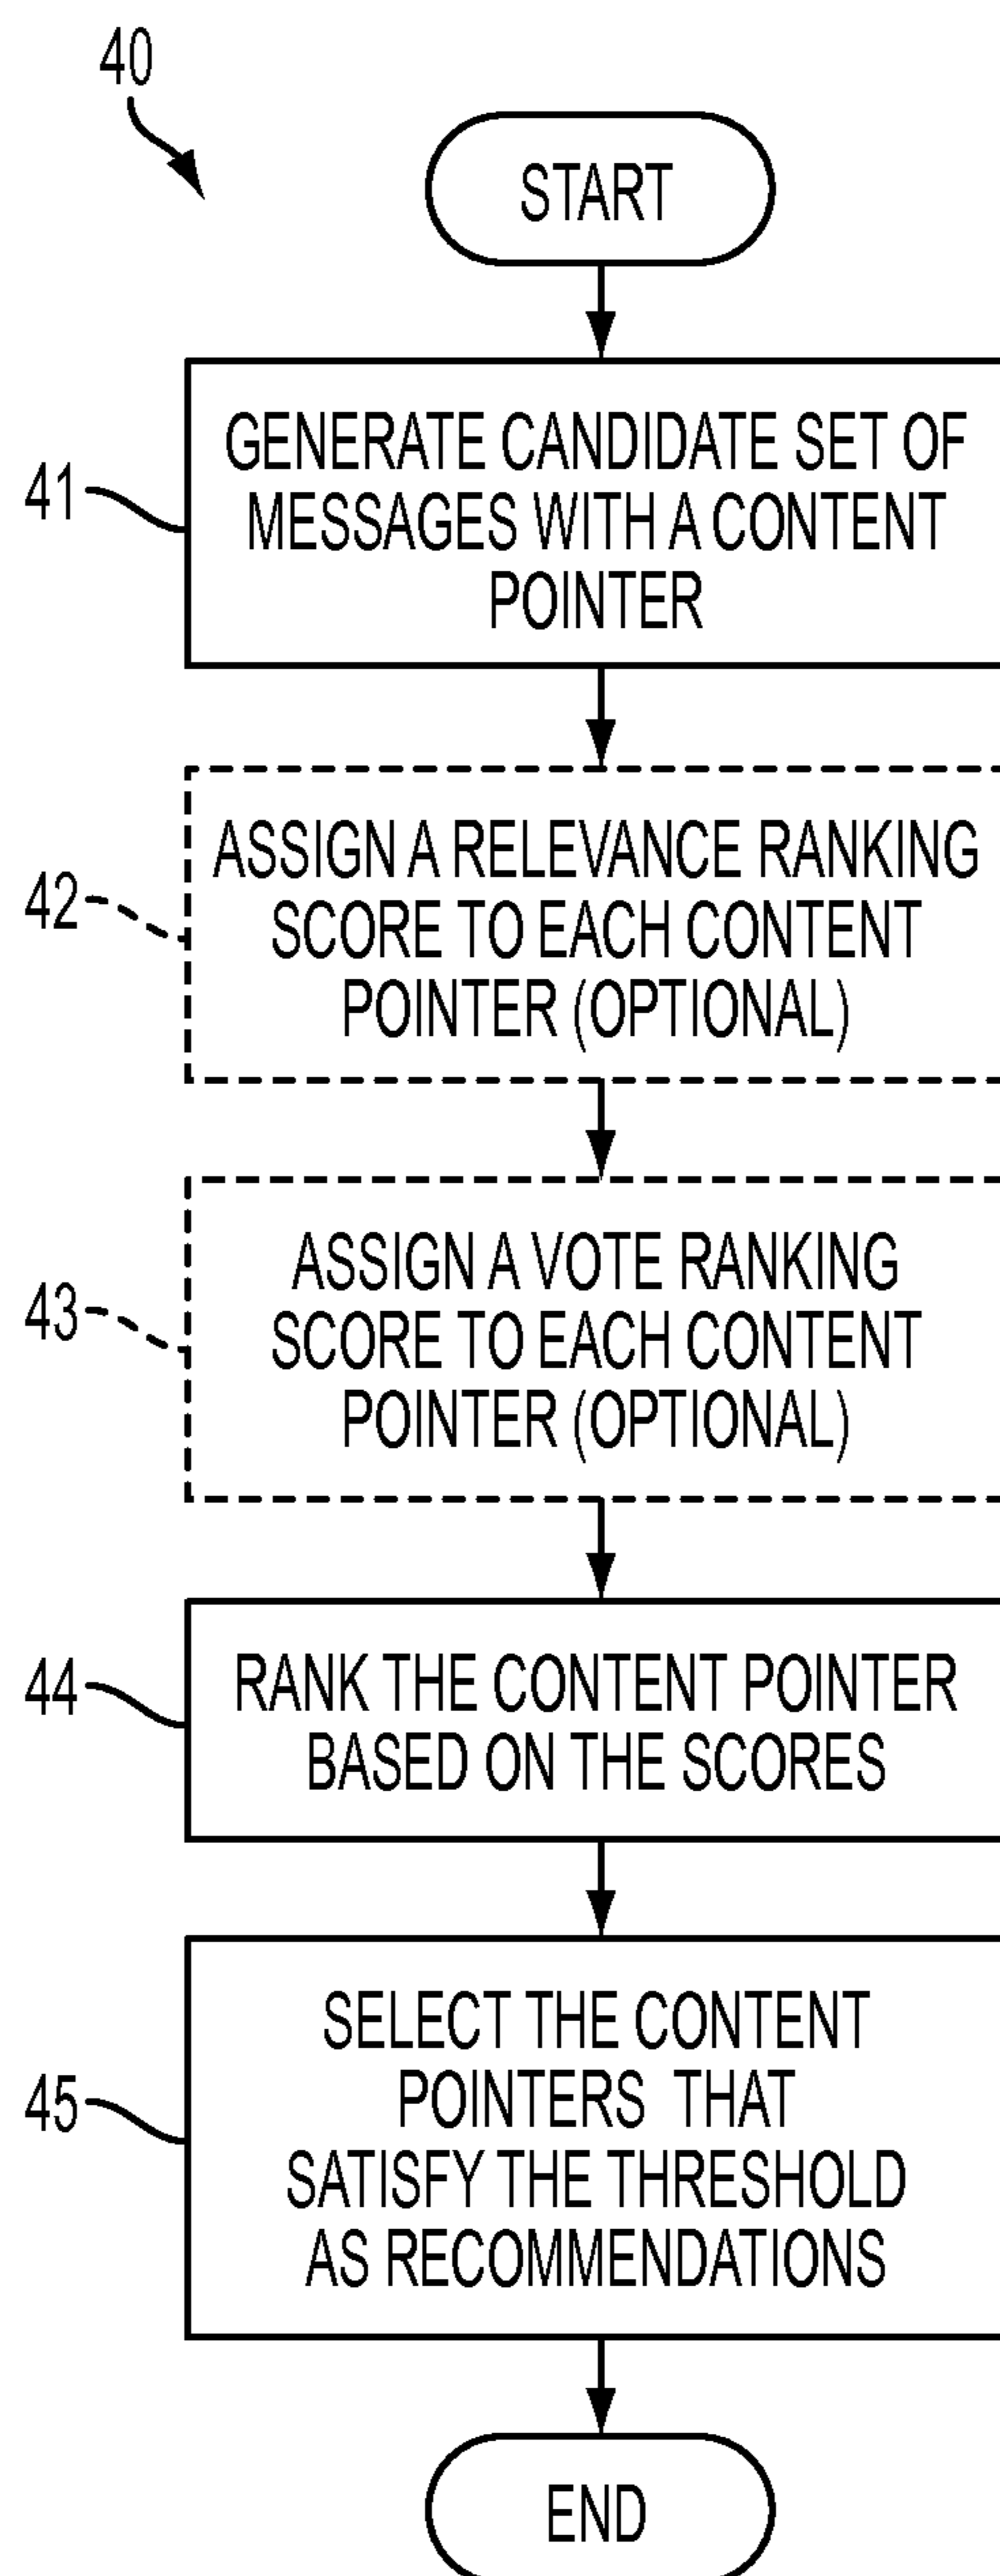 40
START
41
GENERATE CANDIDATE SET OF
MESSAGES WITH A CONTENT
POINTER
42
ASSIGN A RELEVANCE RANKING
SCORE TO EACH CONTENT
POINTER (OPTIONAL)
43
ASSIGN A VOTE RANKING
SCORE TO EACH CONTENT
POINTER (OPTIONAL)
44
RANK THE CONTENT POINTER
BASED ON THE SCORES
45
SELECT THE CONTENT
POINTERS THAT
SATISFY THE THRESHOLD
AS RECOMMENDATIONS
END